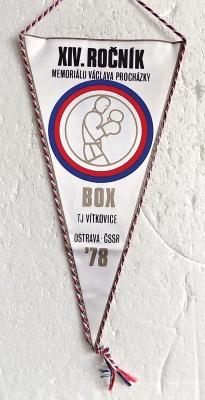 XIV. ROČNÍK
MEMORIÁLU VÁCLAVA PROCHÁZKY
BOX
TJ VÍTKOVICE
OSTRAVA - ČSSR
'78